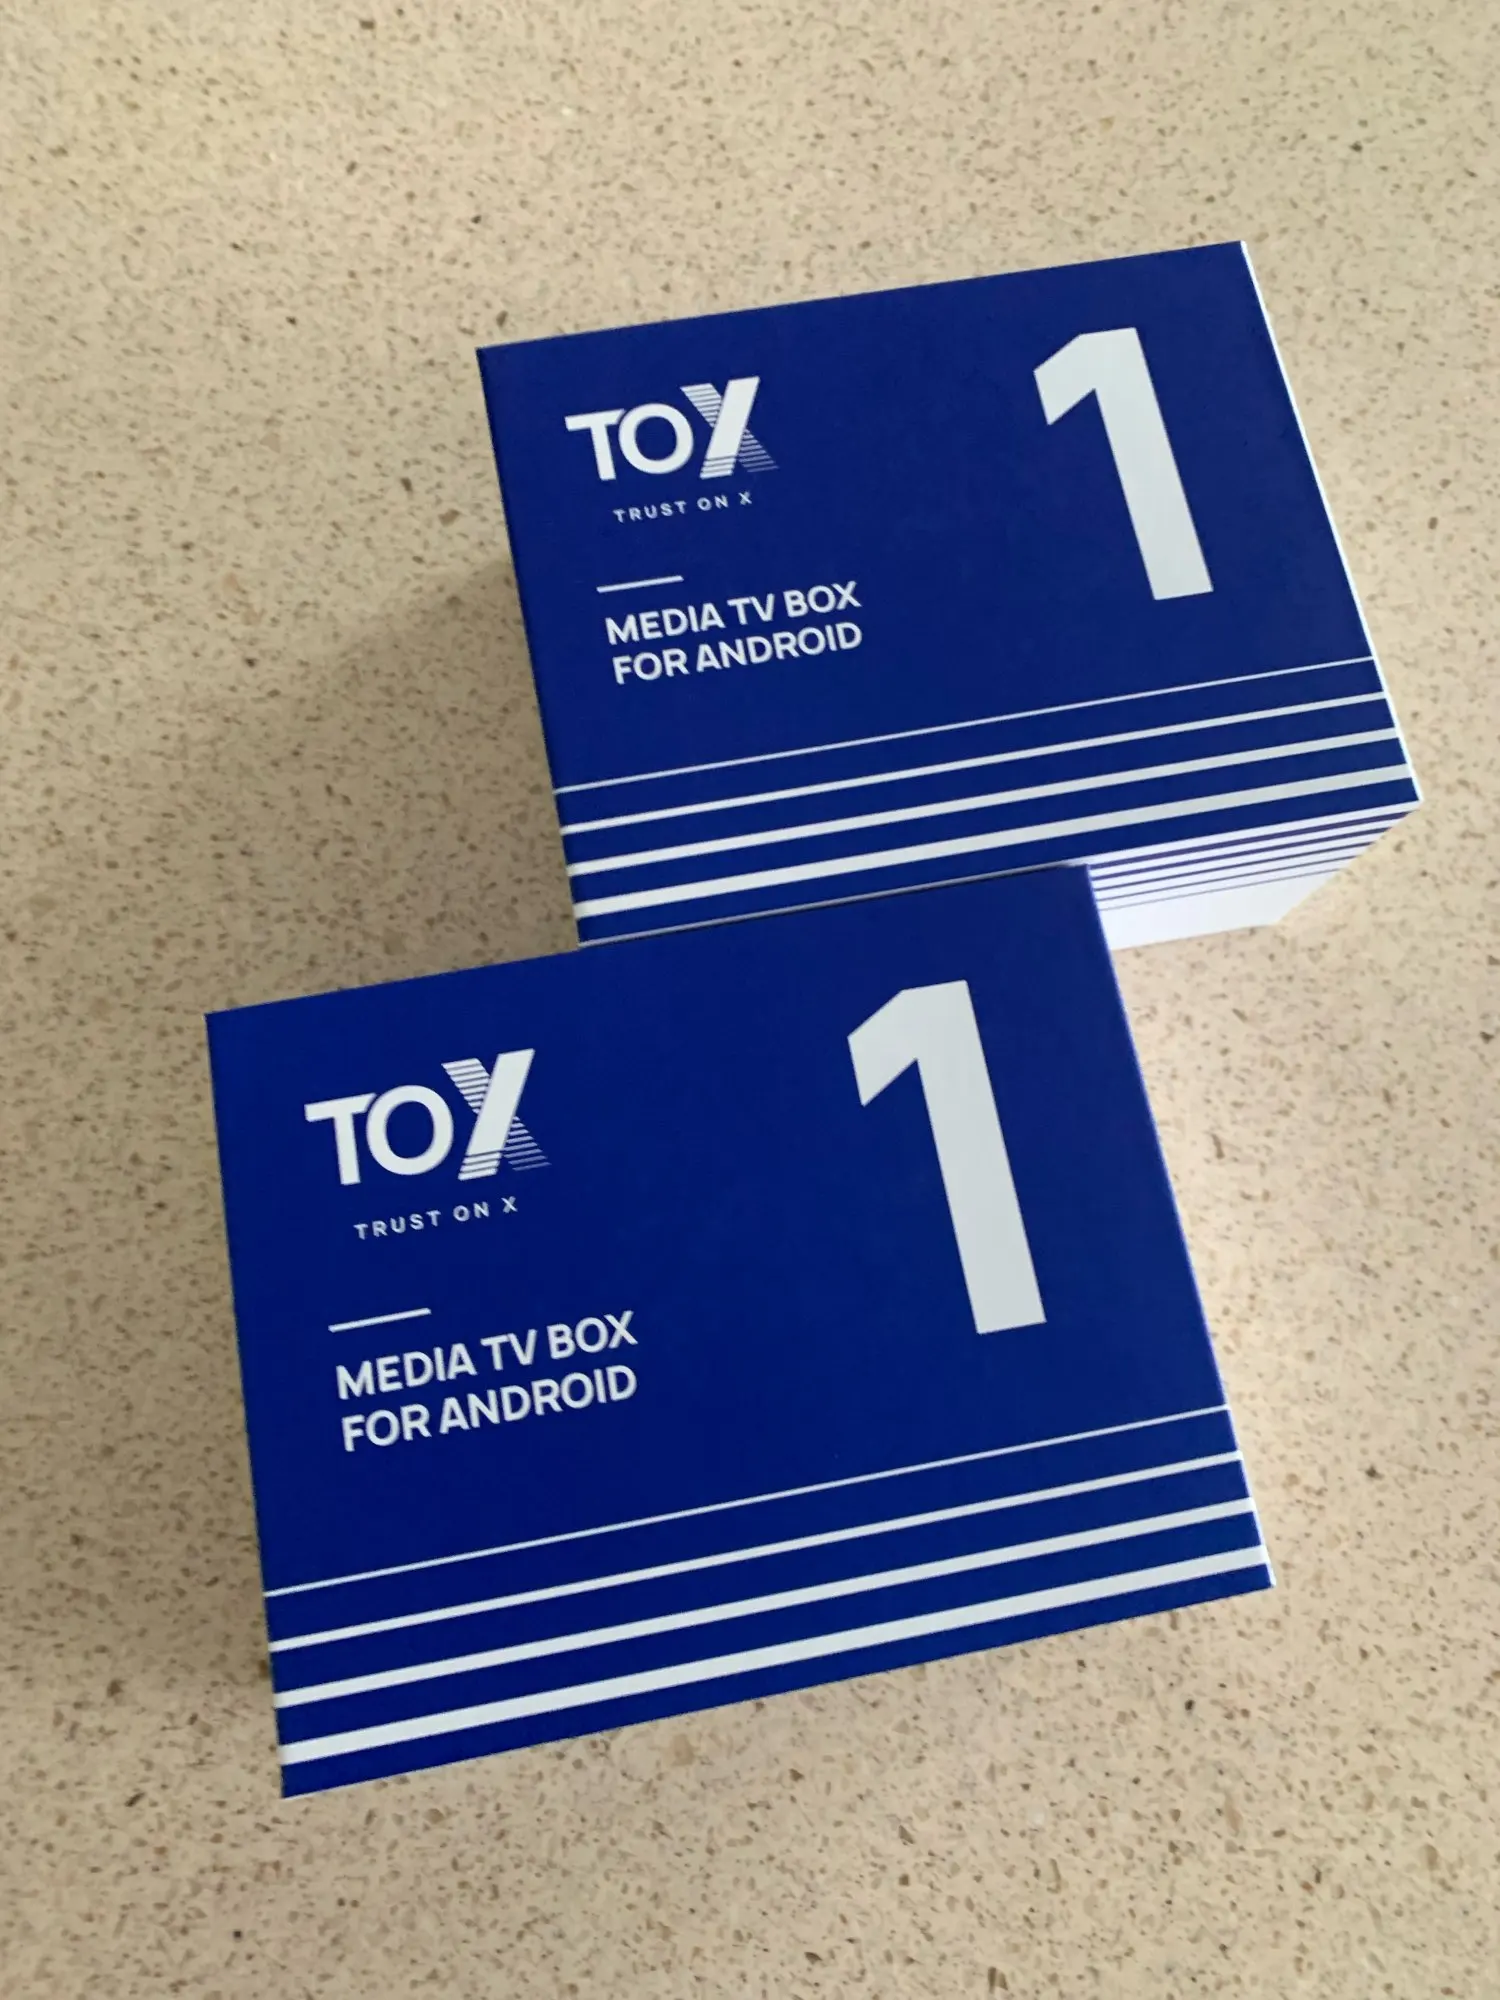 TOX
TRUST ON X
MEDIA TV BOX
FOR ANDROID
1
TOX
TRUST ON X
MEDIA TV BOX
FOR ANDROID
1